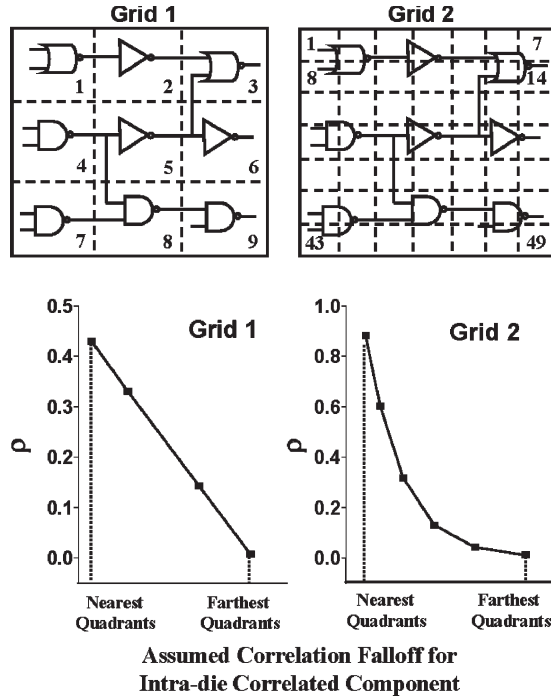 Grid 1
Grid 2
1
2
3
4
5
6
7
8
9
1
7
8
14
43
49
0.5
0.4
0.3
0.2
0.1
0.0
ρ
Grid 1
Nearest
Quadrants
Farthest
Quadrants
1.0
0.8
0.6
0.4
0.2
0.0
ρ
Grid 2
Nearest
Quadrants
Farthest
Quadrants
Assumed Correlation Falloff for
Intra-die Correlated Component